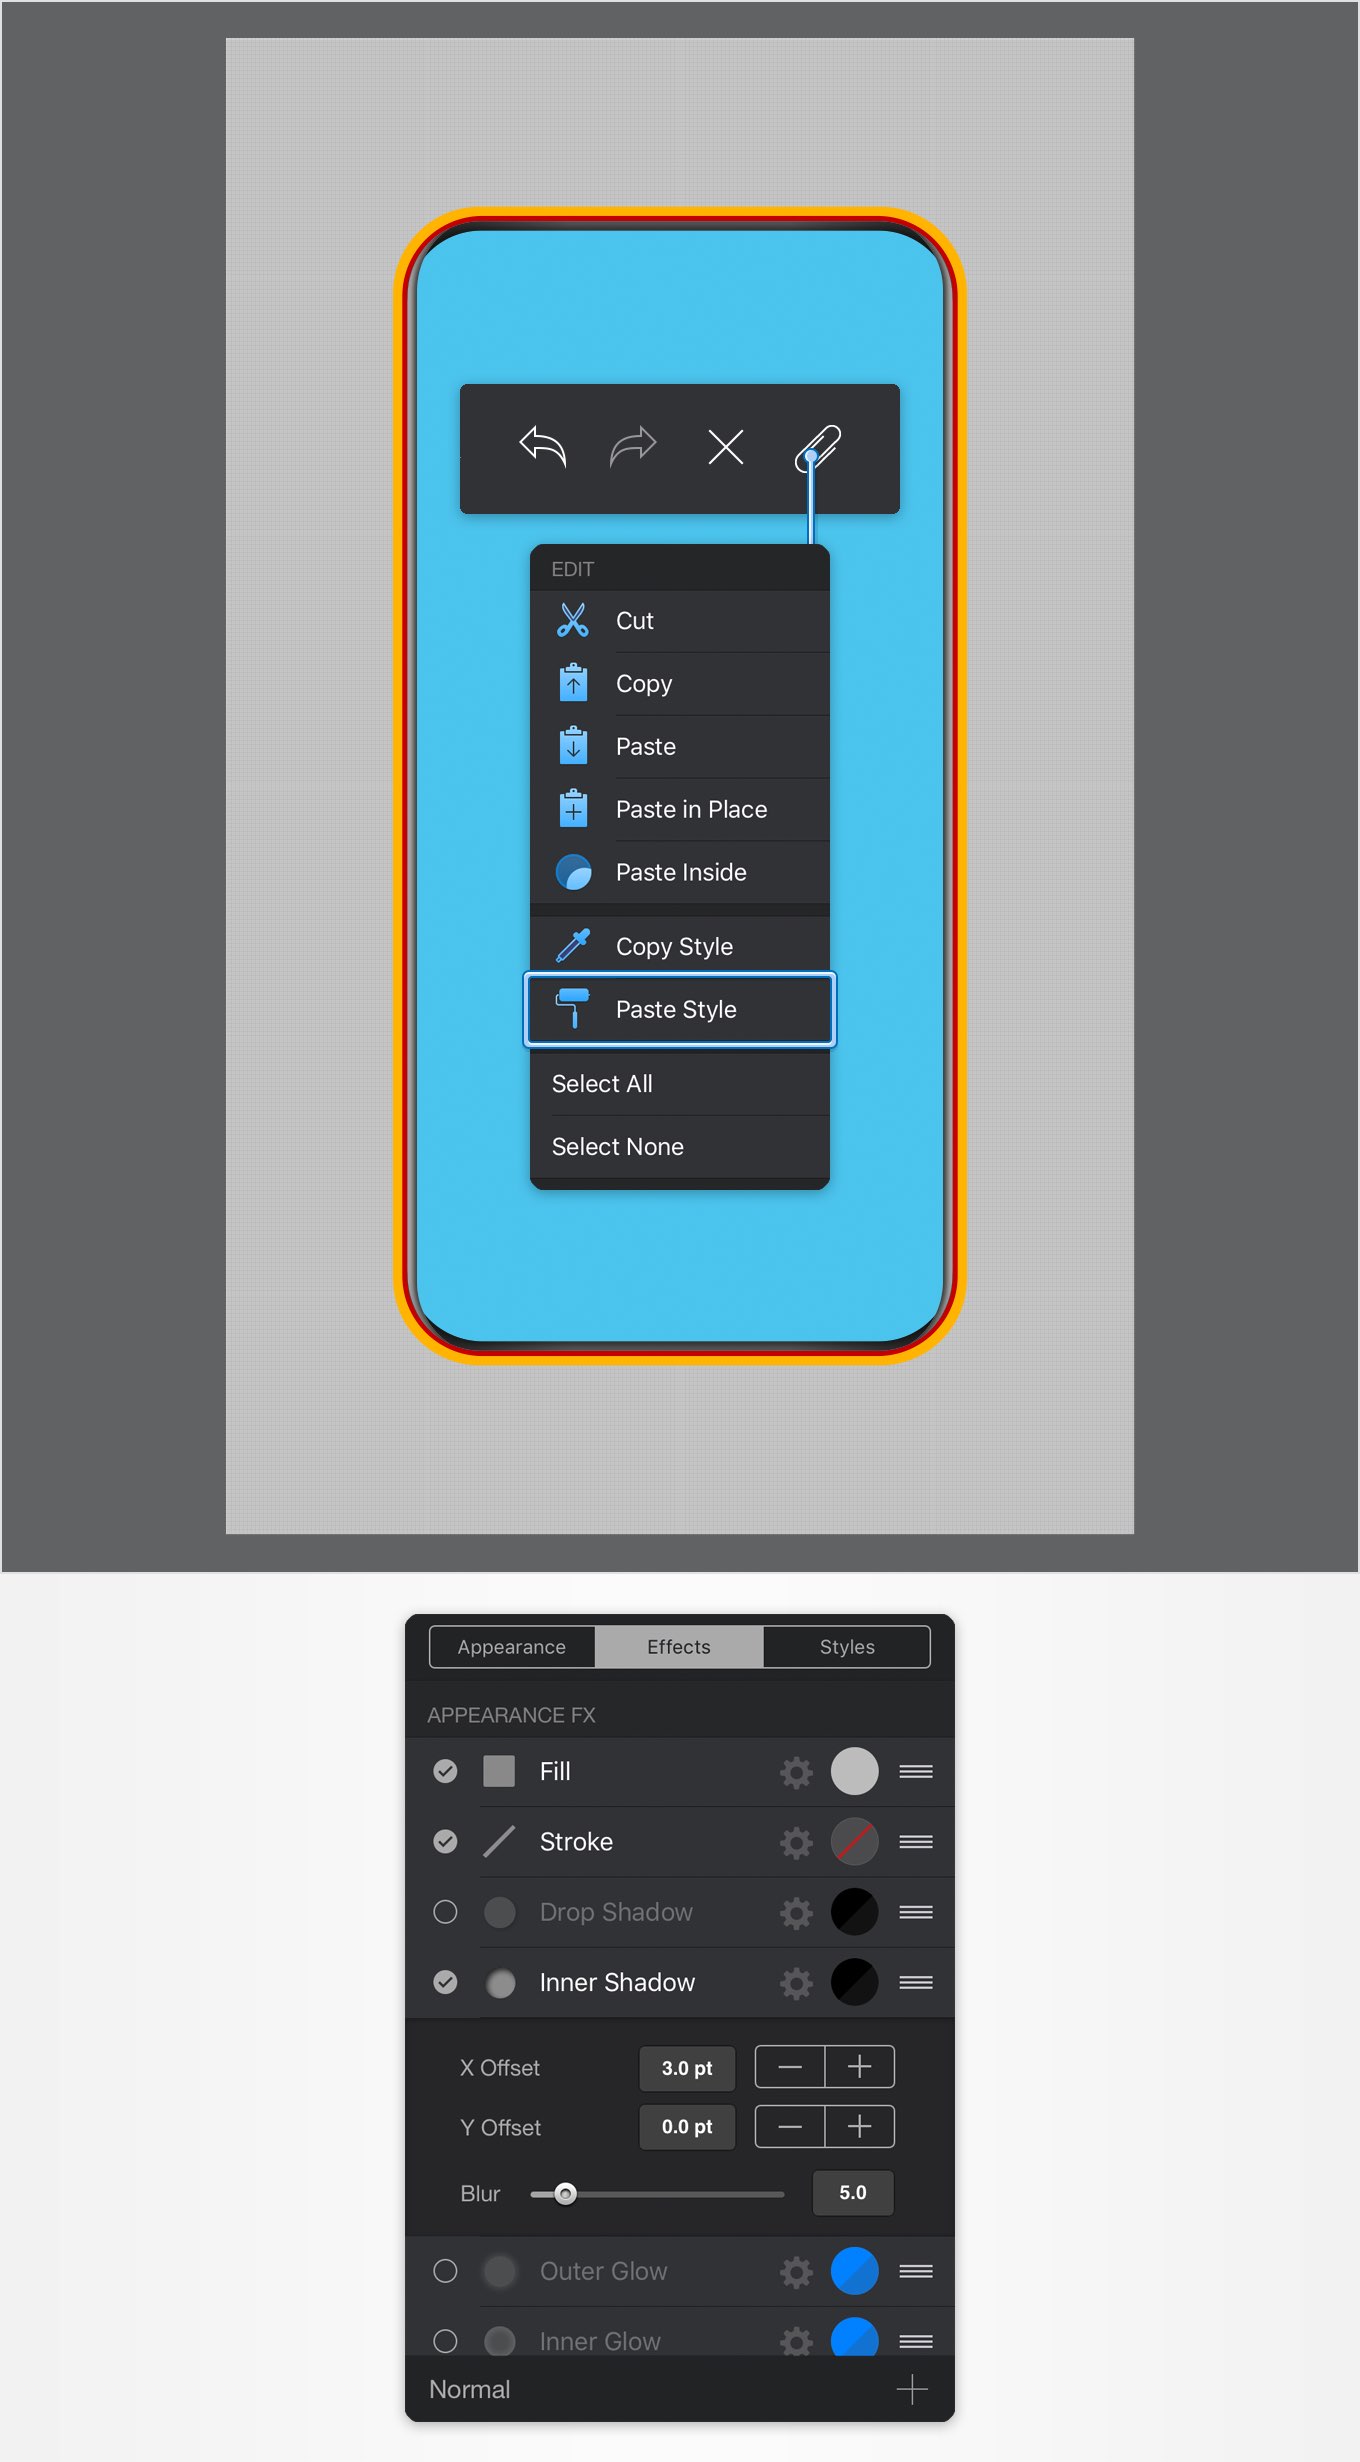 EDIT
Cut
Copy
Paste
Paste in Place
Paste Inside
Copy Style
Paste Style
Select All
Select None
Appearance Effects Styles
APPEARANCE FX
Fill
Stroke
Drop Shadow
Inner Shadow
X Offset 3.0 pt
Y Offset 0.0 pt
Blur 5.0
Outer Glow
Inner Glow
Normal